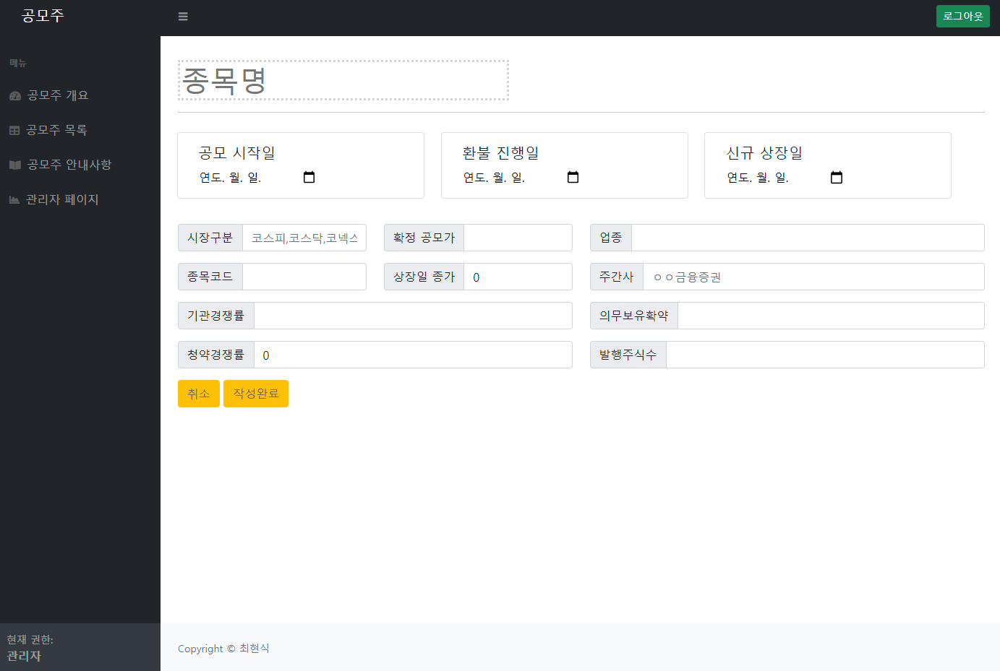 공모주
로그아웃
메뉴
공모주 개요
공모주 목록
공모주 안내사항
관리자 페이지
종목명
공모 시작일
연도. 월. 일.
환불 진행일
연도. 월. 일.
신규 상장일
연도. 월. 일.
시장구분 코스피,코스닥,코넥스
확정 공모가
업종
종목코드
상장일 종가 0
주간사 ㅇㅇ금융증권
기관경쟁률
의무보유확약
청약경쟁률 0
발행주식수
취소 작성완료
현재 권한:
관리자
Copyright © 최현식